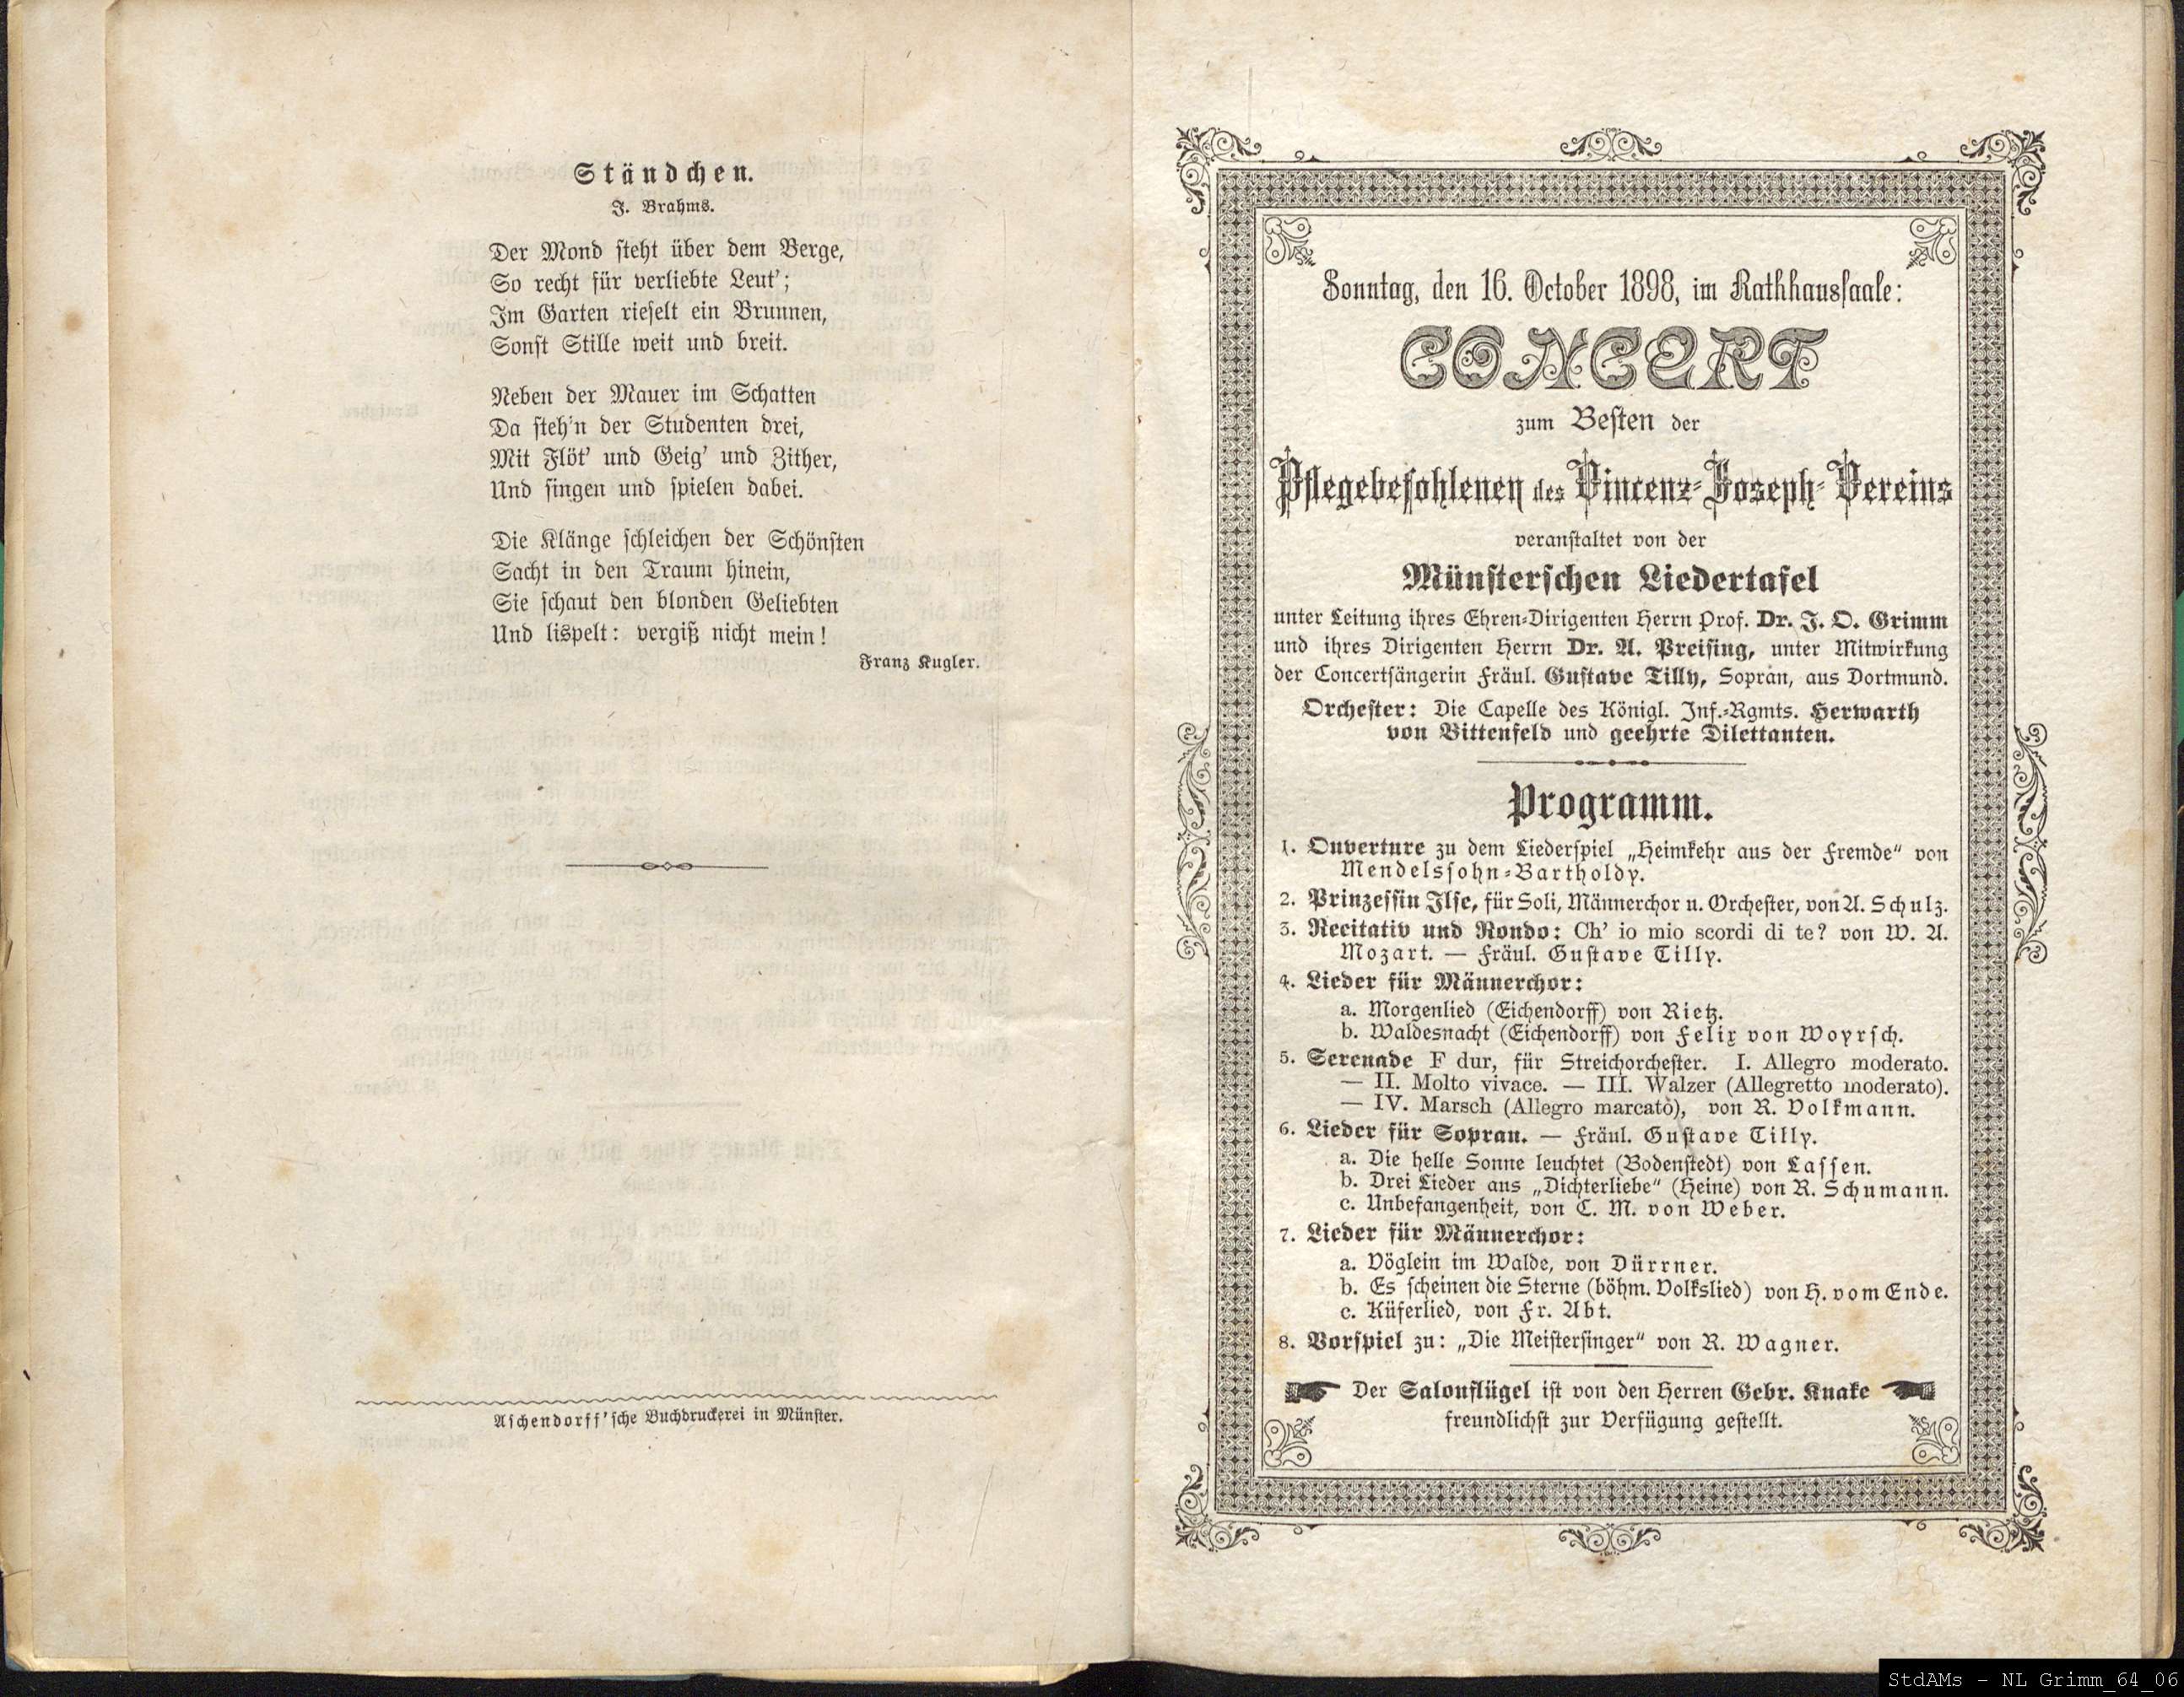 Ständchen.
J. Brahms.
Der Mond steht über dem Berge,
So recht für verliebte Leut';
Im Garten rieselt ein Brunnen,
Sonst Stille weit und breit.
Neben der Mauer im Schatten
Da steh'n der Studenten drei,
Mit Flöt' und Geig' und Zither,
Und singen und spielen dabei.
Die Klänge schleichen der Schönsten
Sacht in den Traum hinein,
Sie schaut den blonden Geliebten
Und lispelt: vergiß nicht mein!
Franz Kugler.
Aschendorff'sche Buchdruckerei in Münster.
Sonntag, den 16. October 1898, im Rathhaussaale:
CONCERT
zum Besten der
Pflegebefohlenen des Vincenz-Joseph-Vereins
veranstaltet von der
Münsterschen Liedertafel
unter Leitung ihres Ehren-Dirigenten Herrn Prof. Dr. J. O. Grimm
und ihres Dirigenten Herrn Dr. A. Preising, unter Mitwirkung
der Concertsängerin Fräul. Gustave Tilly, Sopran, aus Dortmund.
Orchester: Die Capelle des Königl. Inf.-Rgmts. Herwarth
von Bittenfeld und geehrte Dilettanten.
Programm.
1. Ouverture zu dem Liederspiel „Heimkehr aus der Fremde“ von
Mendelssohn-Bartholdy.
2. Prinzessin Ilse, für Soli, Männerchor u. Orchester, von A. Schulz.
3. Recitativ und Rondo: Ch' io mio scordi di te? von W. A.
Mozart. — Fräul. Gustave Tilly.
4. Lieder für Männerchor:
a. Morgenlied (Eichendorff) von Rietz.
b. Waldesnacht (Eichendorff) von Felix von Woyrsch.
5. Serenade F dur, für Streichorchester. I. Allegro moderato.
— II. Molto vivace. — III. Walzer (Allegretto moderato).
— IV. Marsch (Allegro marcato), von R. Volkmann.
6. Lieder für Sopran. — Fräul. Gustave Tilly.
a. Die helle Sonne leuchtet (Bodenstedt) von Lassen.
b. Drei Lieder aus „Dichterliebe“ (Heine) von R. Schumann.
c. Unbefangenheit, von C. M. von Weber.
7. Lieder für Männerchor:
a. Vöglein im Walde, von Dürrner.
b. Es scheinen die Sterne (böhm. Volkslied) von H. vom Ende.
c. Küferlied, von Fr. Abt.
8. Vorspiel zu: „Die Meistersinger“ von R. Wagner.
Der Salonflügel ist von den Herren Gebr. Knake
freundlichst zur Verfügung gestellt.
StdAMs - NL Grimm_64_06